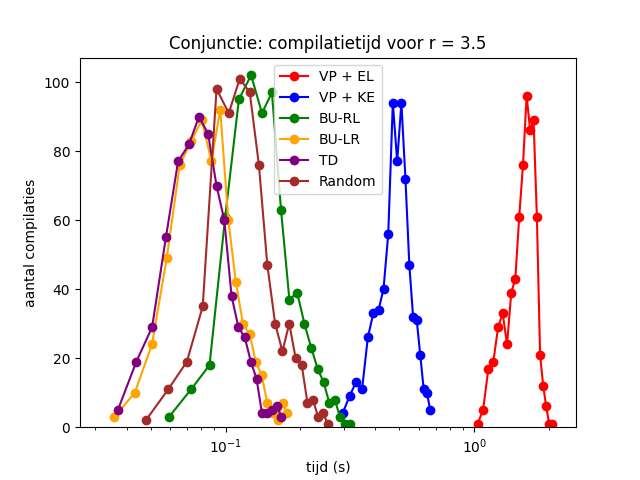 Conjunctie: compilatietijd voor r = 3.5
aantal compilaties
100
80
60
40
20
0
VP + EL
VP + KE
BU-RL
BU-LR
TD
Random
10⁻¹
10⁰
tijd (s)